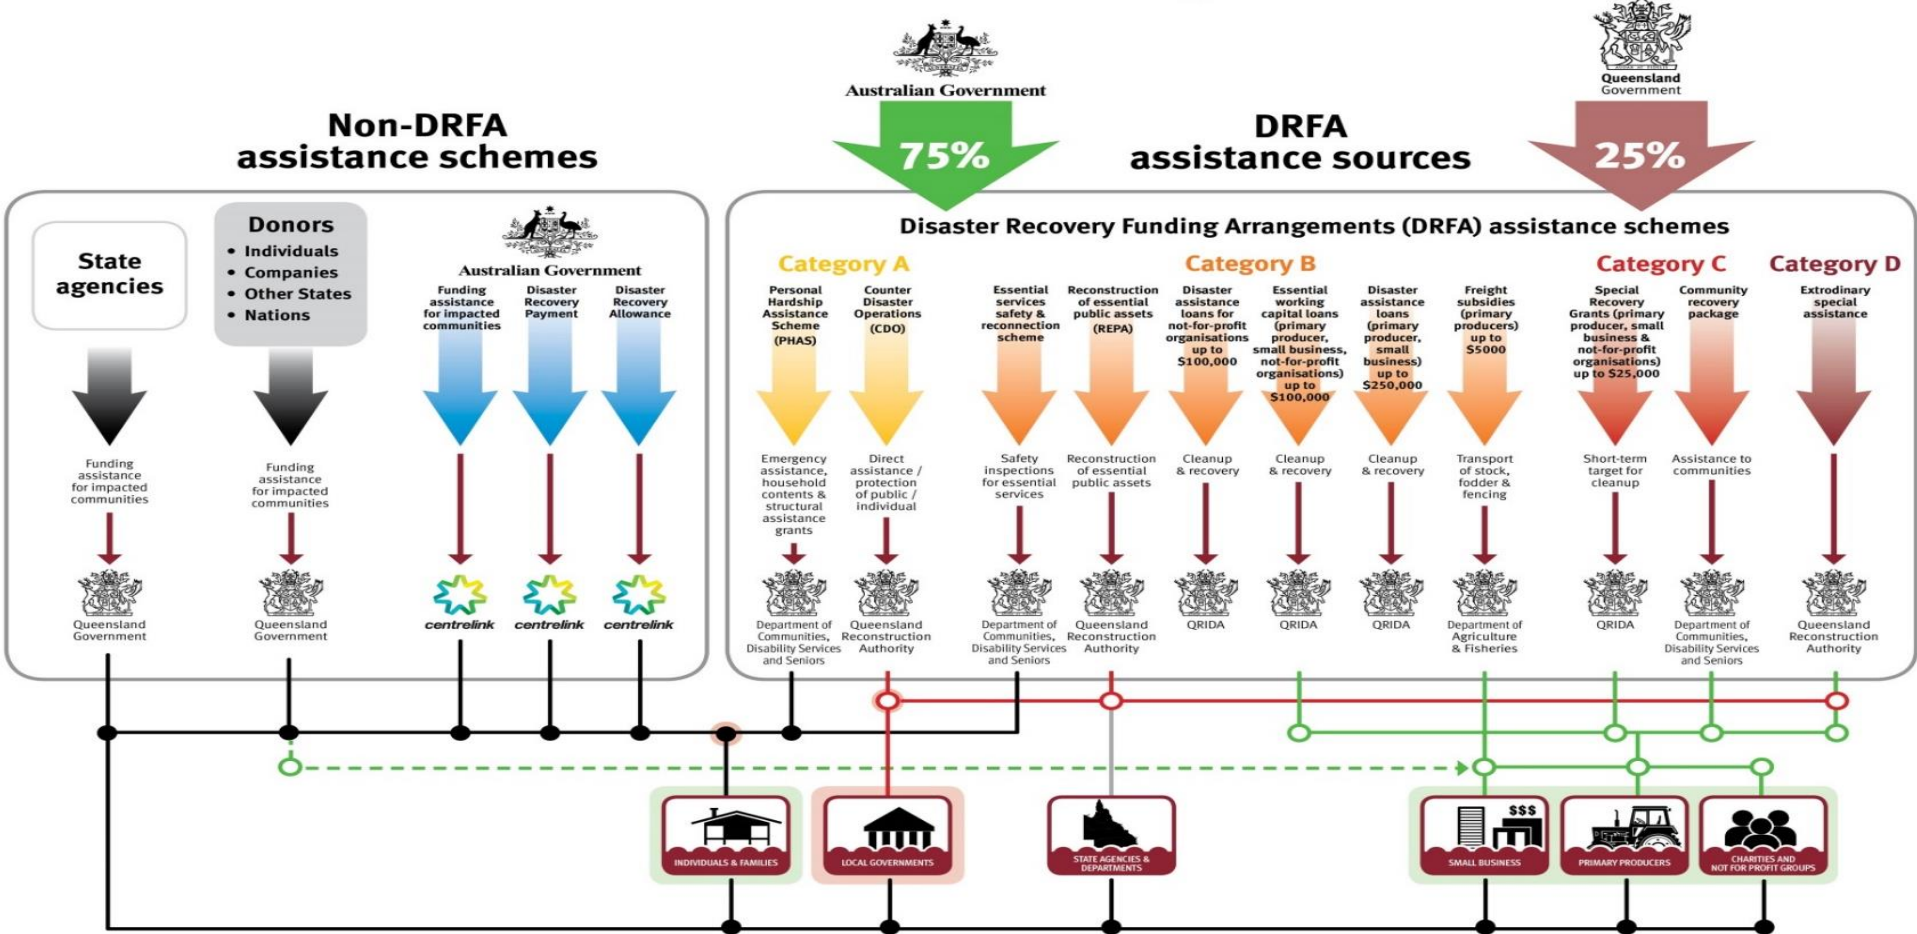 Australian Government
Queensland
Government
Non-DRFA
assistance schemes
75%
DRFA
assistance sources
25%
State
agencies
Donors
• Individuals
• Companies
• Other States
• Nations
Australian Government
Funding
assistance
for impacted
communities
Disaster
Recovery
Payment
Disaster
Recovery
Allowance
Funding
assistance
for impacted
communities
Funding
assistance
for impacted
communities
Queensland
Government
Queensland
Government
centrelink
centrelink
centrelink
Disaster Recovery Funding Arrangements (DRFA) assistance schemes
Category A
Category B
Category C
Category D
Personal
Hardship
Assistance
Scheme
(PHAS)
Counter
Disaster
Operations
(CDO)
Essential
services
safety &
reconnection
scheme
Reconstruction
of essential
public assets
(REPA)
Disaster
assistance
loans for
not-for-profit
organisations
up to
$100,000
Essential
working
capital loans
(primary
producer,
small business,
not-for-profit
organisations)
up to
$100,000
Disaster
assistance
loans
(primary
producer,
small
business)
up to
$250,000
Freight
subsidies
(primary
producers)
up to
$5000
Special
Recovery
Grants (primary
producer, small
business &
not-for-profit
organisations)
up to $25,000
Community
recovery
package
Extrodinary
special
assistance
Emergency
assistance,
household
contents &
structural
assistance
grants
Direct
assistance /
protection
of public /
individual
Safety
inspections
for essential
services
Reconstruction
of essential
public assets
Cleanup
& recovery
Cleanup
& recovery
Cleanup
& recovery
Transport
of stock,
fodder &
fencing
Short-term
target for
cleanup
Assistance to
communities
Department of
Communities,
Disability Services
and Seniors
Queensland
Reconstruction
Authority
Department of
Communities,
Disability Services
and Seniors
Queensland
Reconstruction
Authority
QRIDA
QRIDA
QRIDA
Department of
Agriculture
& Fisheries
QRIDA
Department of
Communities,
Disability Services
and Seniors
Queensland
Reconstruction
Authority
INDIVIDUALS & FAMILIES
LOCAL GOVERNMENTS
STATE AGENCIES &
DEPARTMENTS
SMALL BUSINESS
$$$
PRIMARY PRODUCERS
CHARITIES AND
NOT FOR PROFIT GROUPS